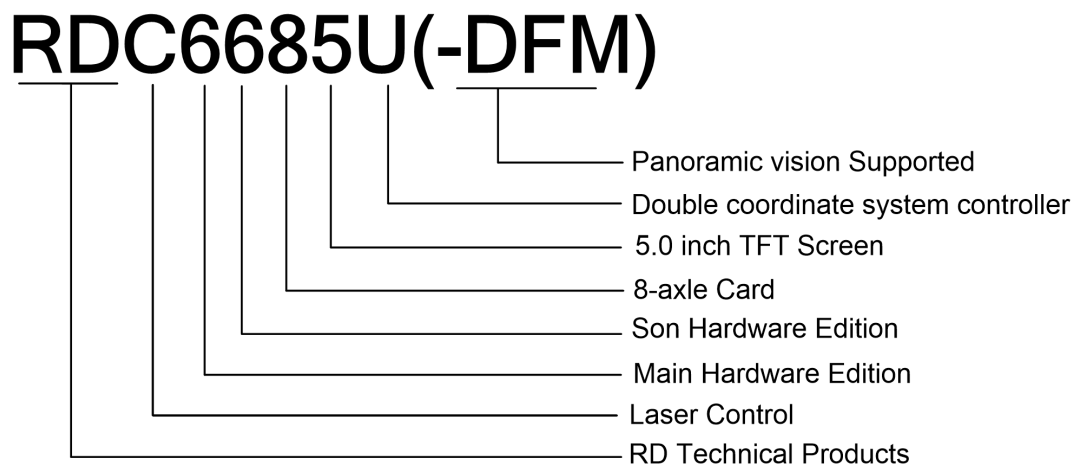 RDC6685U(-DFM)
Panoramic vision Supported
Double coordinate system controller
5.0 inch TFT Screen
8-axle Card
Son Hardware Edition
Main Hardware Edition
Laser Control
RD Technical Products